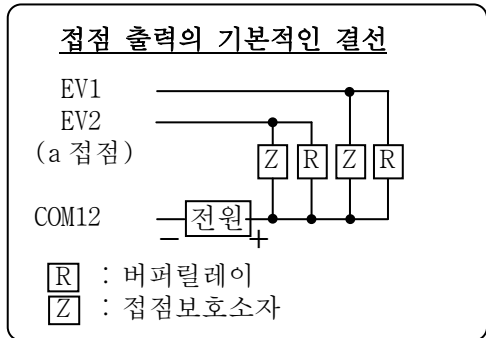 접점 출력의 기본적인 결선
EV1
EV2
(a 접점)
Z R Z R
COM12 전원
− +
R : 버퍼릴레이
Z : 접점보호소자